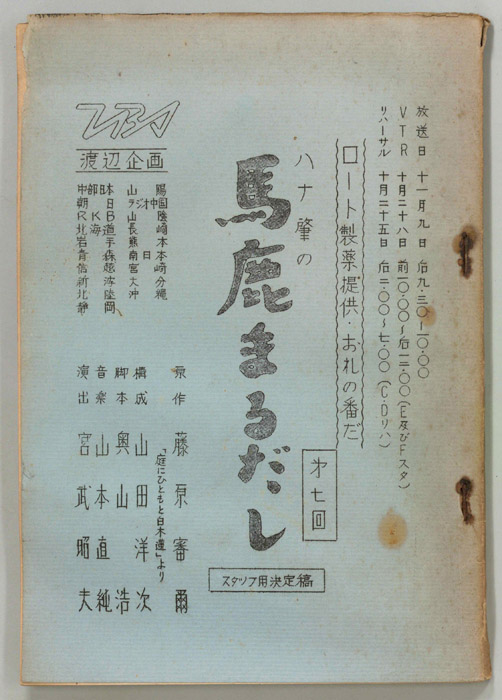 放送日 十一月九日 后九.三〇〜一〇.〇〇
VTR 十月二十八日 前一〇.〇〇〜后一二.〇〇(E及びFスタ)
リハーサル 十月二十五日 后二.〇〇〜七.〇〇(C.Dリハ)
ロート製薬提供・お札の番だ
ハナ肇の
馬鹿まるだし
才七回
スタッフ用決定稿
原作 藤原審爾
「庭にひともと白木蓮」より
構成 山田洋次
脚本 奥山浩
音楽 山本直純
演出 宮武昭夫
渡辺企画